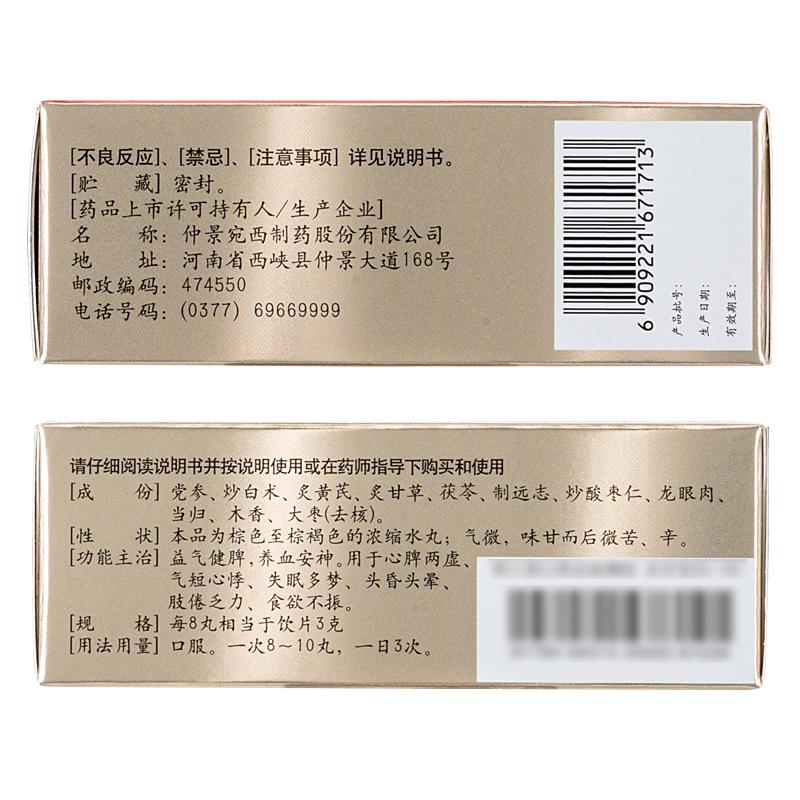 [不良反应]、[禁忌]、[注意事项] 详见说明书。
[贮 藏] 密封。
[药品上市许可持有人/生产企业]
名 称: 仲景宛西制药股份有限公司
地 址: 河南省西峡县仲景大道168号
邮政编码: 474550
电话号码: (0377) 69669999
6 909221 671713
产品批号:
生产日期:
有效期至:
请仔细阅读说明书并按说明使用或在药师指导下购买和使用
[成 份] 党参、炒白术、炙黄芪、炙甘草、茯苓、制远志、炒酸枣仁、龙眼肉、
当归、木香、大枣(去核)。
[性 状] 本品为棕色至棕褐色的浓缩水丸; 气微, 味甘而后微苦、辛。
[功能主治] 益气健脾, 养血安神。用于心脾两虚、
气短心悸、失眠多梦、头昏头晕、
肢倦乏力、食欲不振。
[规 格] 每8丸相当于饮片3克
[用法用量] 口服。一次8~10丸, 一日3次。